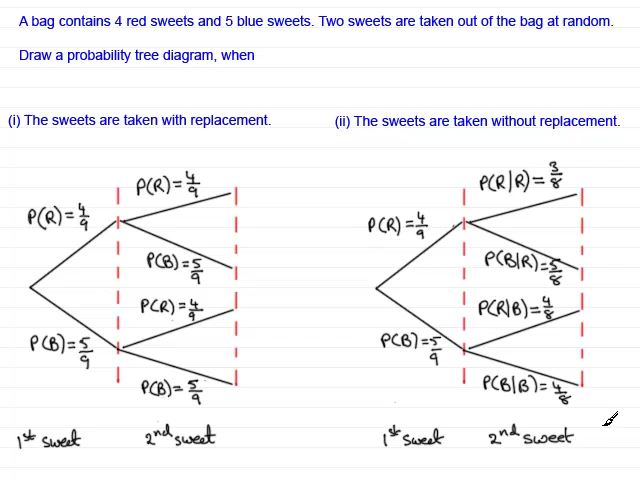 A bag contains 4 red sweets and 5 blue sweets. Two sweets are taken out of the bag at random.
Draw a probability tree diagram, when
(i) The sweets are taken with replacement.
P(R) = 4/9
P(R) = 4/9
P(B) = 5/9
P(R) = 4/9
P(B) = 5/9
P(B) = 5/9
1st sweet
2nd sweet
(ii) The sweets are taken without replacement.
P(R|R) = 3/8
P(R) = 4/9
P(B|R) = 5/8
P(R|B) = 4/8
P(B) = 5/9
P(B|B) = 4/8
1st sweet
2nd sweet